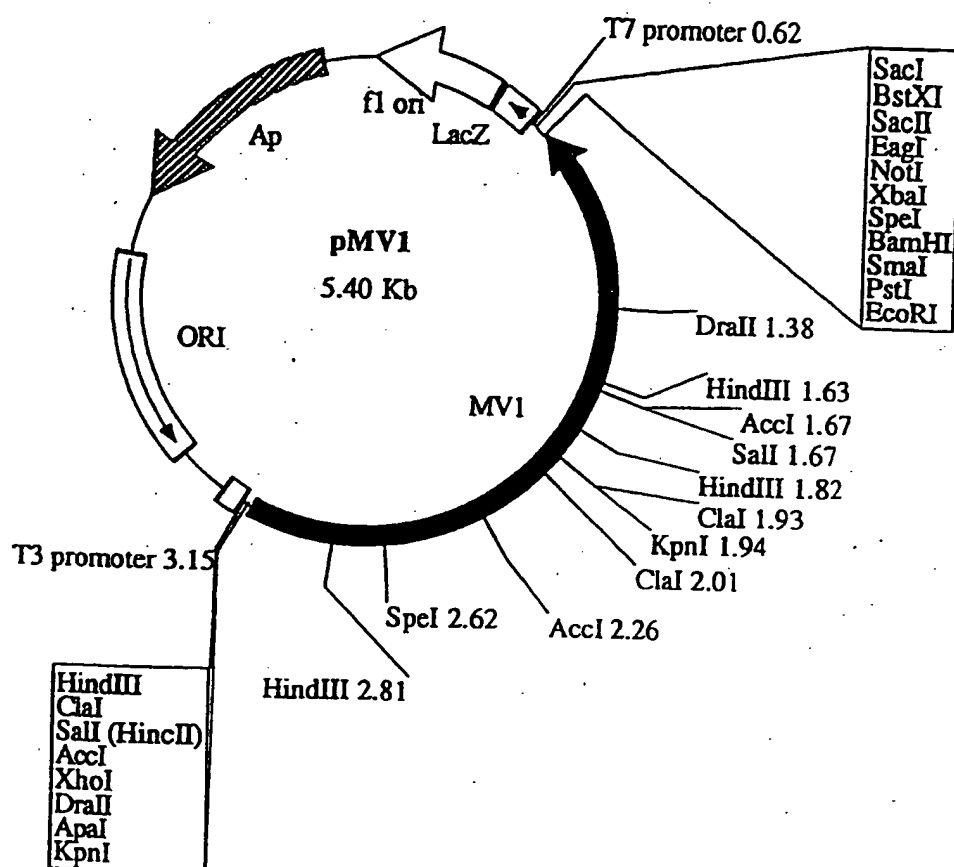 T7 promoter 0.62
SacI
BstXI
SacII
EagI
NotI
XbaI
SpeI
BamHI
SmaI
PstI
EcoRI
f1 ori
LacZ
Ap
pMV1
5.40 Kb
ORI
MV1
DraII 1.38
HindIII 1.63
AccI 1.67
SalI 1.67
HindIII 1.82
ClaI 1.93
KpnI 1.94
ClaI 2.01
AccI 2.26
SpeI 2.62
HindIII 2.81
T3 promoter 3.15
HindIII
ClaI
SalI (HincII)
AccI
XhoI
DraII
ApaI
KpnI